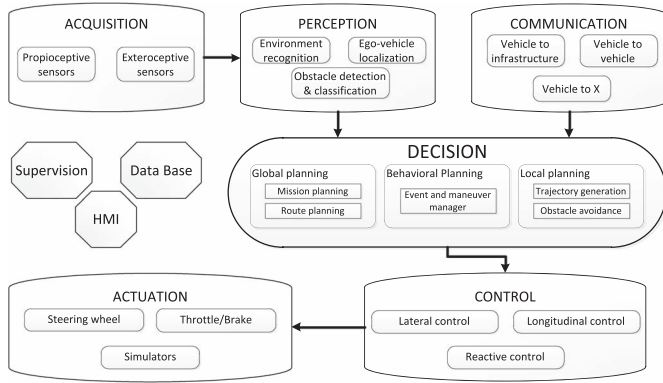 ACQUISITION
Propioceptive
sensors
Exteroceptive
sensors
PERCEPTION
Environment
recognition
Ego-vehicle
localization
Obstacle detection
& classification
COMMUNICATION
Vehicle to
infrastructure
Vehicle to
vehicle
Vehicle to X
Supervision
Data Base
HMI
DECISION
Global planning
Mission planning
Route planning
Behavioral Planning
Event and maneuver
manager
Local planning
Trajectory generation
Obstacle avoidance
ACTUATION
Steering wheel
Throttle/Brake
Simulators
CONTROL
Lateral control
Longitudinal control
Reactive control